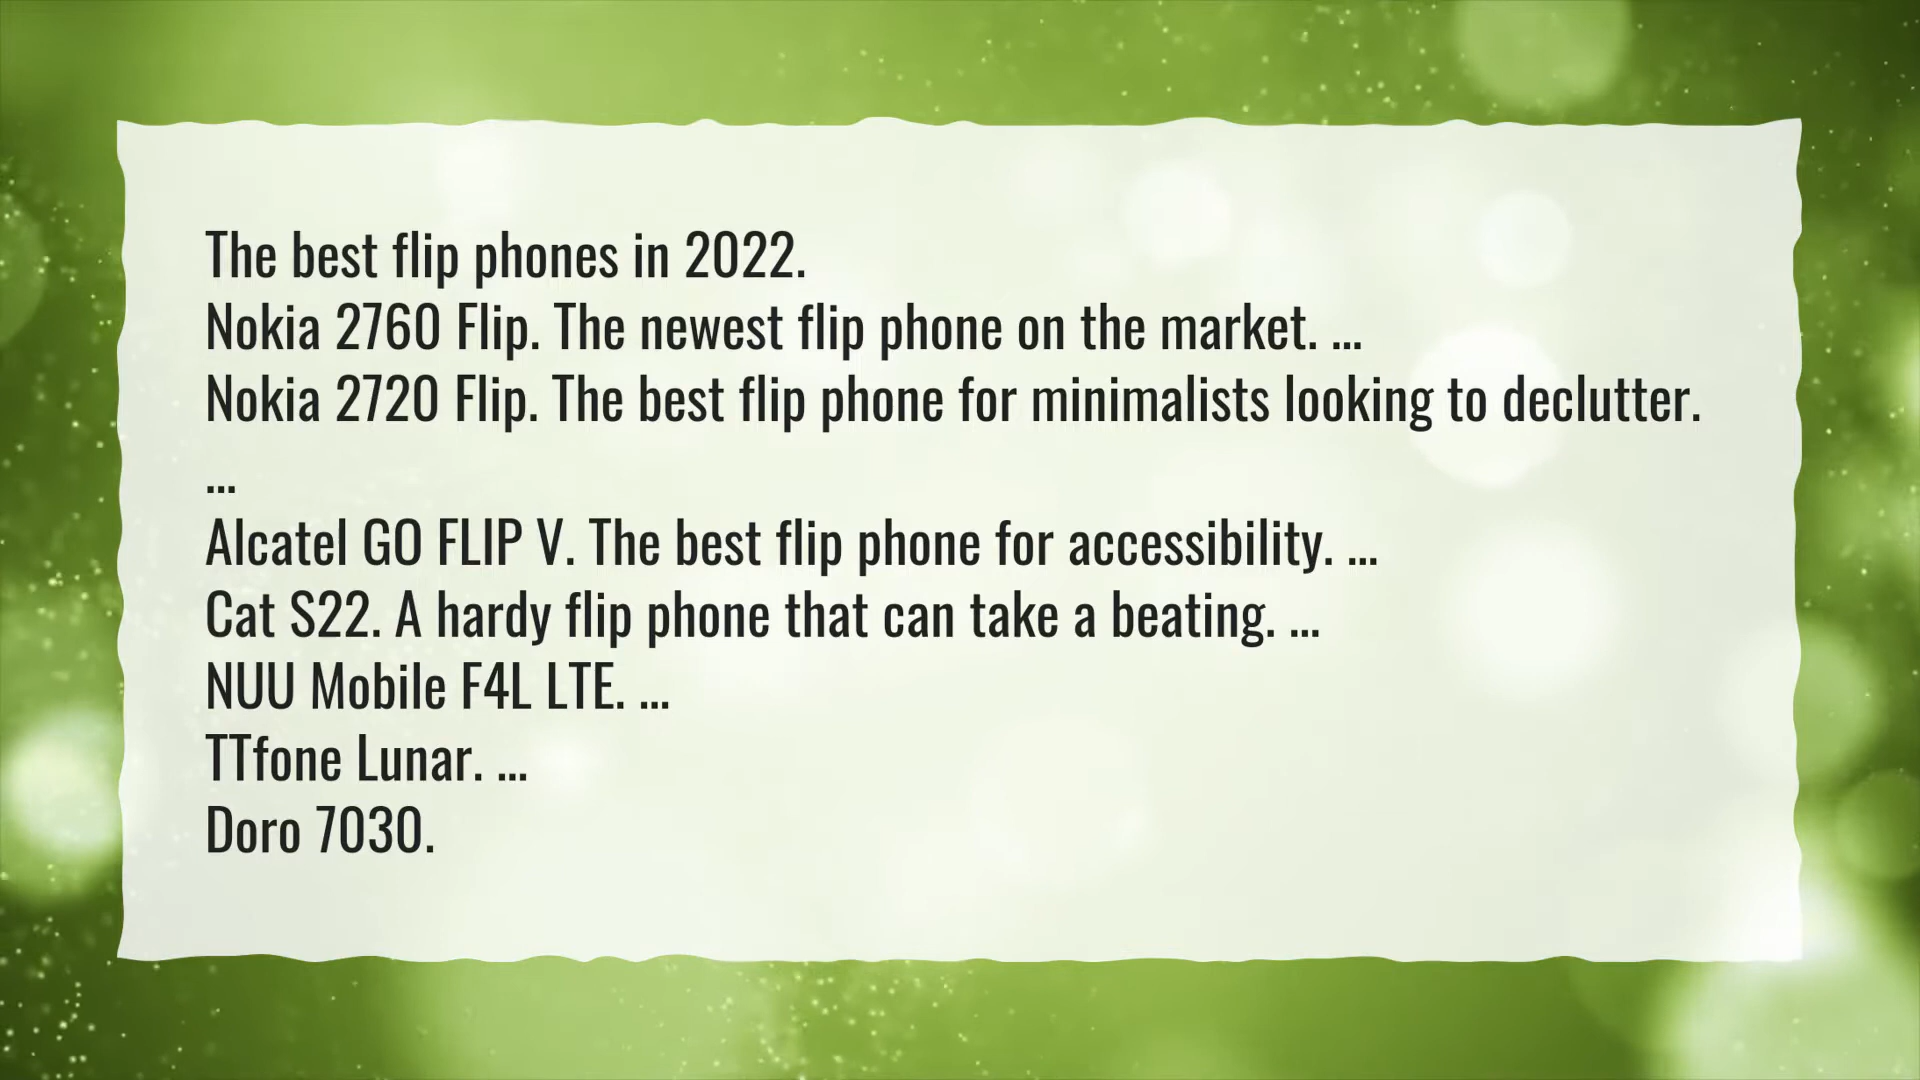 The best flip phones in 2022.
Nokia 2760 Flip. The newest flip phone on the market. ...
Nokia 2720 Flip. The best flip phone for minimalists looking to declutter.
...
Alcatel GO FLIP V. The best flip phone for accessibility. ...
Cat S22. A hardy flip phone that can take a beating. ...
NUU Mobile F4L LTE. ...
TTfone Lunar. ...
Doro 7030.